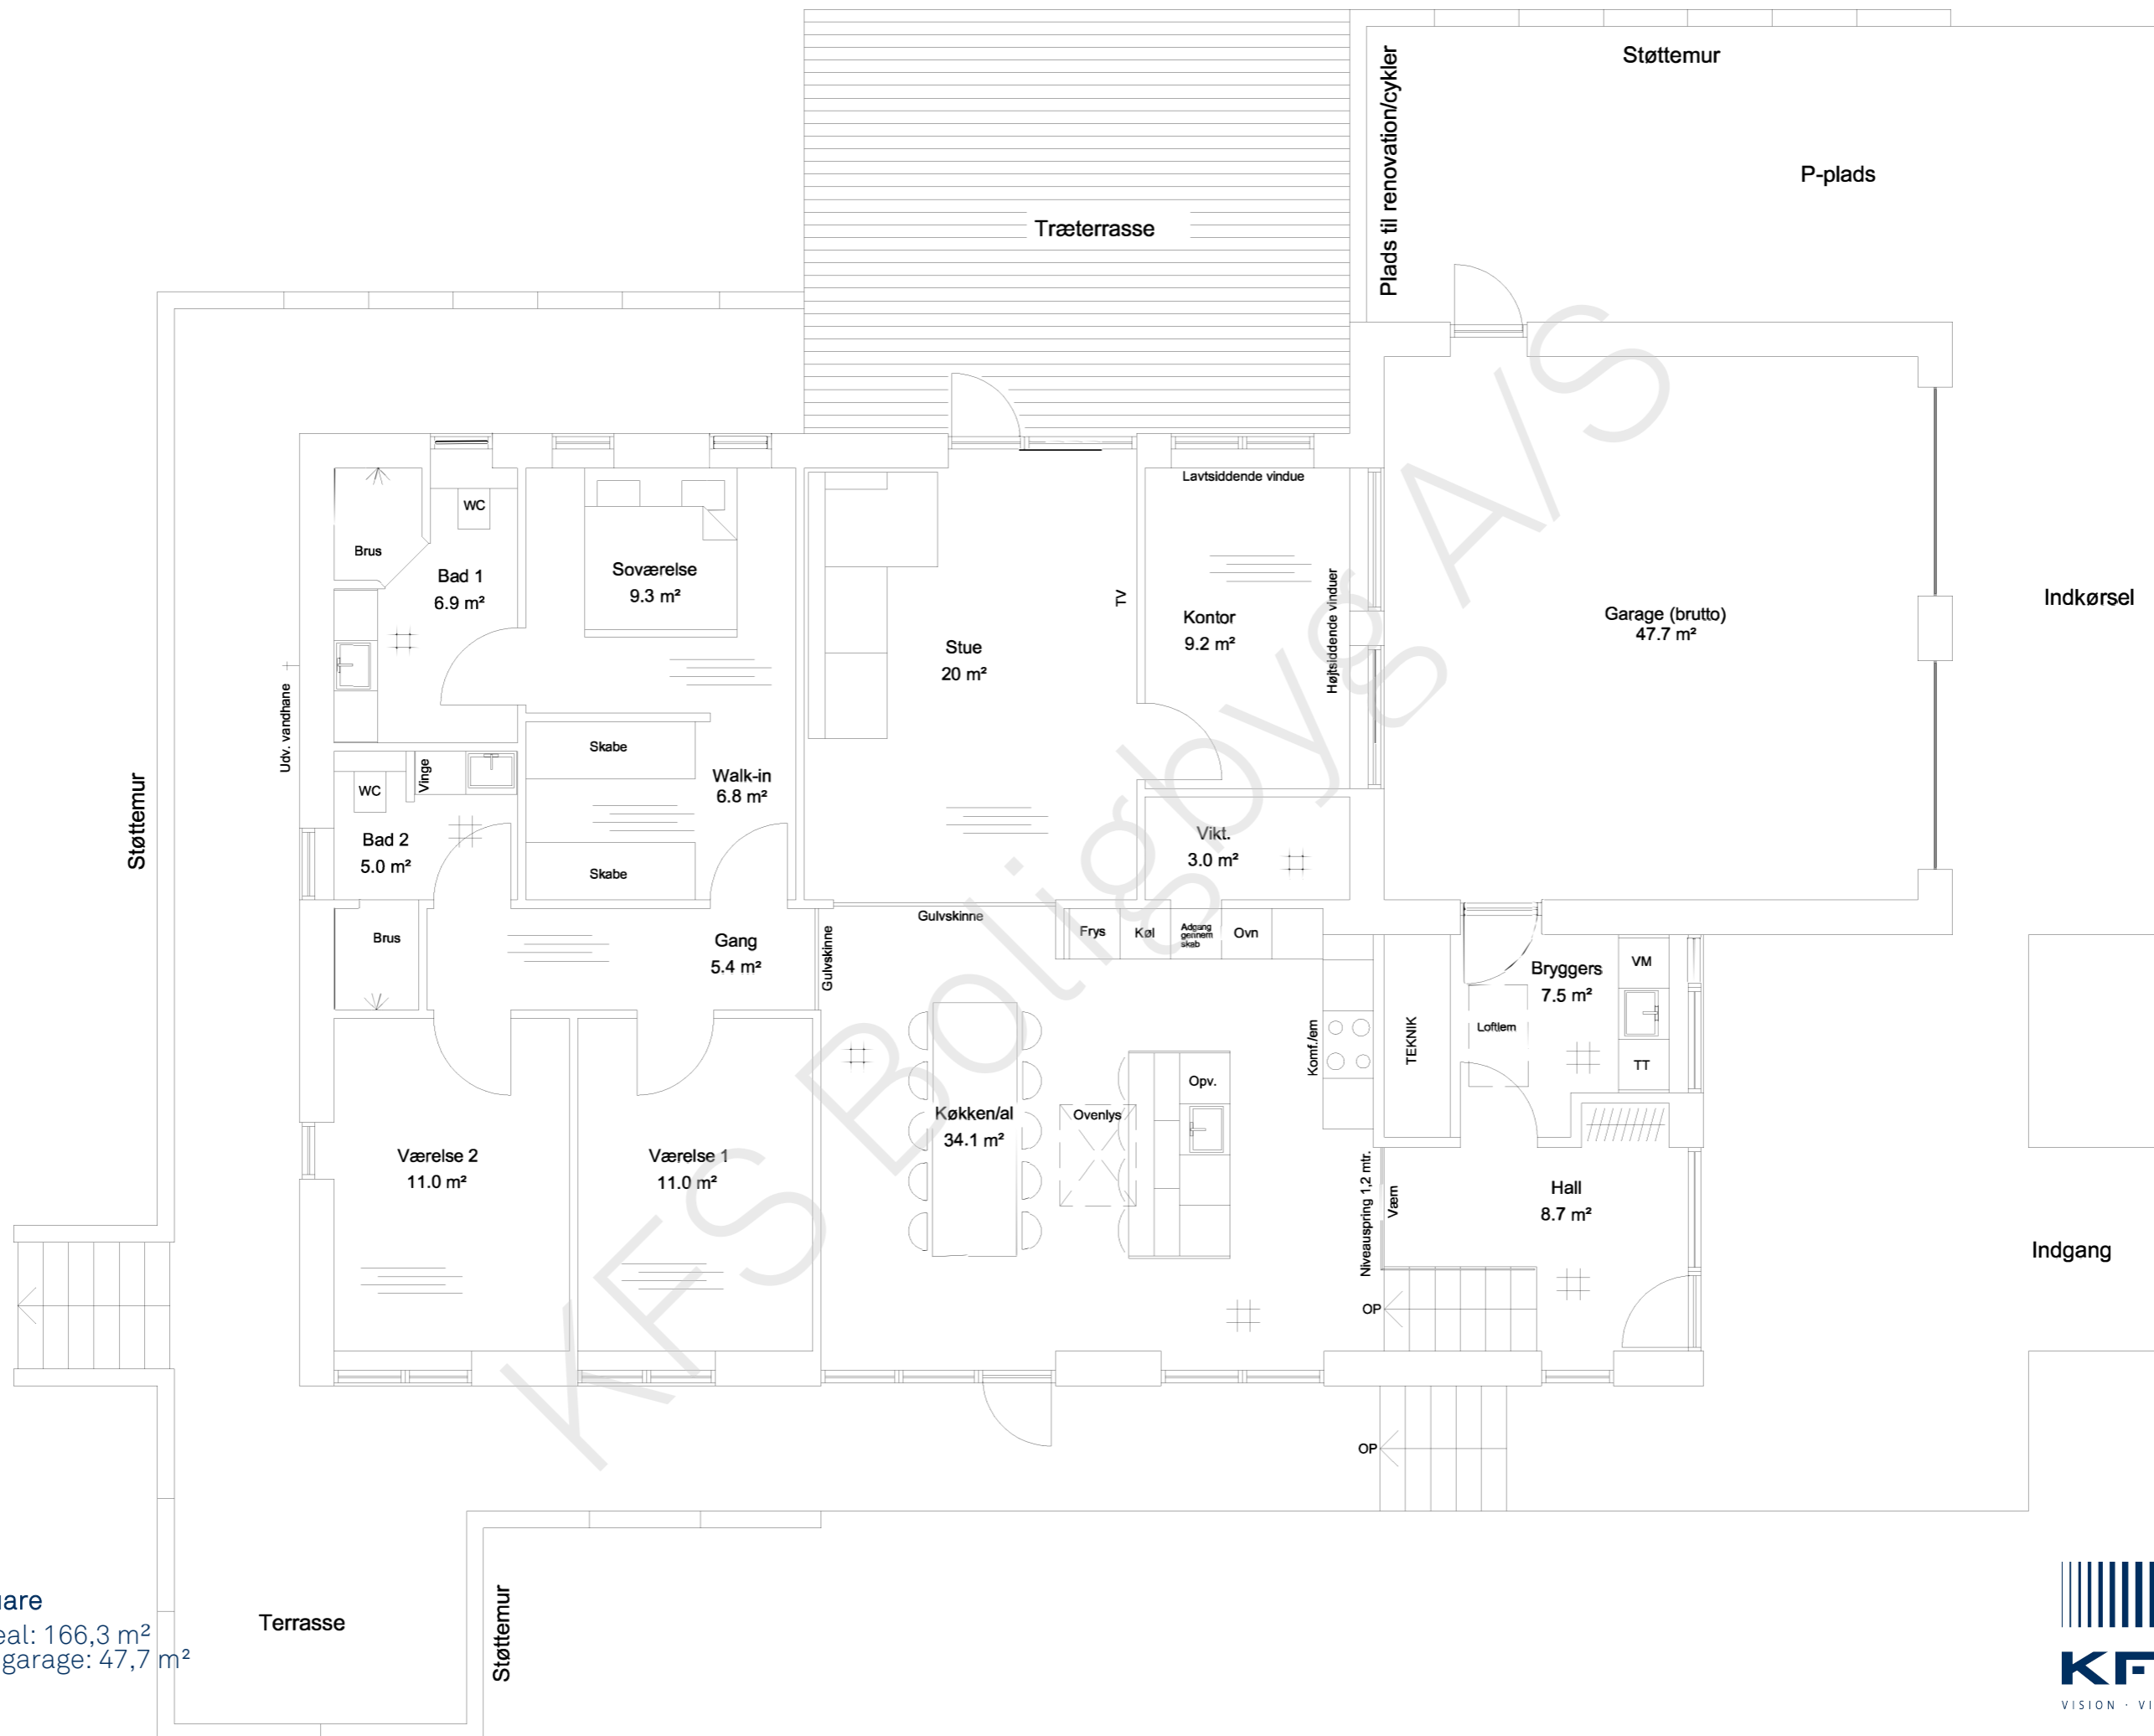 Støttemur
Plads til renovation/cykler
P-plads
Træterrasse
Lavtsiddende vindue
WC
Brus
Bad 1
6.9 m²
Soværelse
9.3 m²
TV
Kontor
9.2 m²
Højtsiddende vinduer
Garage (brutto)
47.7 m²
Indkørsel
Stue
20 m²
Udv. vandhane
Støttemur
Skabe
Vinge
WC
Walk-in
6.8 m²
Bad 2
5.0 m²
Vikt.
3.0 m²
Skabe
Gulvskinne
Brus
Gang
5.4 m²
Gulvskinne
Frys
Køl
Adgang
gennem
skab
Ovn
Bryggers
7.5 m²
VM
Loftlem
TEKNIK
TT
Komf./em
Opv.
Køkken/al
34.1 m²
Ovenlys
Værelse 2
11.0 m²
Værelse 1
11.0 m²
Niveauspring 1,2 mtr.
Værn
Hall
8.7 m²
Indgang
OP
OP
KFS Boligbyg A/S
Terrasse
Støttemur
are
eal: 166,3 m²
garage: 47,7 m²
KF
VISION · VI